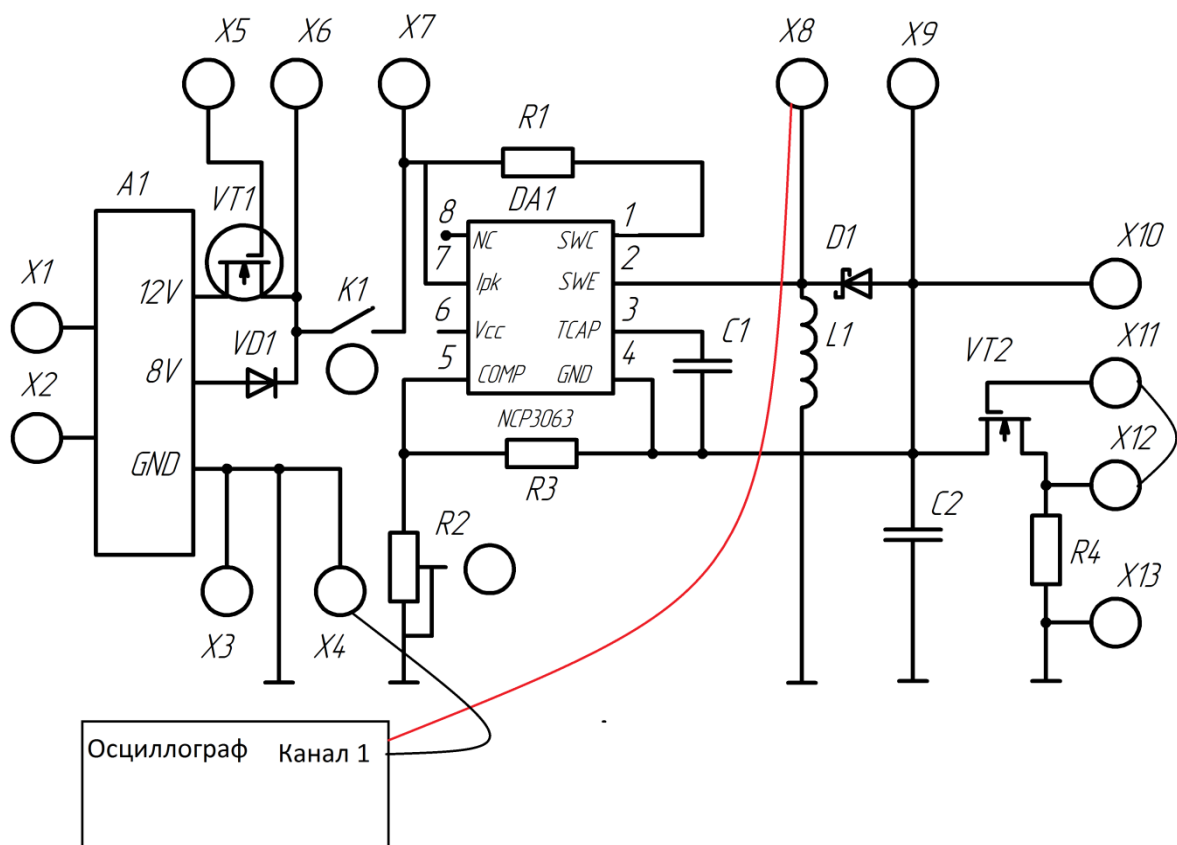 X5 X6 X7 X8 X9
R1
A1 VT1 DA1
8 NC SWC 1
7 Ipk SWE 2
D1 X10
X1 12V K1
6 Vcc TCAP 3 C1 L1 VT2 X11
X2 8V VD1
5 COMP GND 4
NCP3063
GND R3 X12
R2 C2 R4
X3 X4 X13
Осциллограф Канал 1